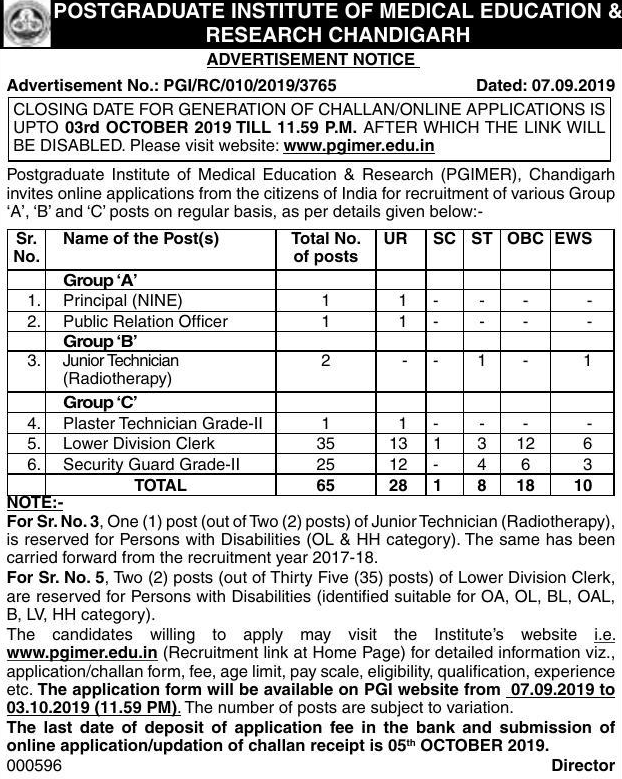 POSTGRADUATE INSTITUTE OF MEDICAL EDUCATION &
RESEARCH CHANDIGARH
ADVERTISEMENT NOTICE
Advertisement No.: PGI/RC/010/2019/3765 Dated: 07.09.2019
CLOSING DATE FOR GENERATION OF CHALLAN/ONLINE APPLICATIONS IS
UPTO 03rd OCTOBER 2019 TILL 11.59 P.M. AFTER WHICH THE LINK WILL
BE DISABLED. Please visit website: www.pgimer.edu.in
Postgraduate Institute of Medical Education & Research (PGIMER), Chandigarh
invites online applications from the citizens of India for recruitment of various Group
‘A’, ‘B’ and ‘C’ posts on regular basis, as per details given below:-
Sr. Name of the Post(s) Total No. UR SC ST OBC EWS
No. of posts
Group ‘A’
1. Principal (NINE) 1 1 - - - -
2. Public Relation Officer 1 1 - - - -
Group ‘B’
3. Junior Technician 2 - - 1 - 1
(Radiotherapy)
Group ‘C’
4. Plaster Technician Grade-II 1 1 - - - -
5. Lower Division Clerk 35 13 1 3 12 6
6. Security Guard Grade-II 25 12 - 4 6 3
TOTAL 65 28 1 8 18 10
NOTE:-
For Sr. No. 3, One (1) post (out of Two (2) posts) of Junior Technician (Radiotherapy),
is reserved for Persons with Disabilities (OL & HH category). The same has been
carried forward from the recruitment year 2017-18.
For Sr. No. 5, Two (2) posts (out of Thirty Five (35) posts) of Lower Division Clerk,
are reserved for Persons with Disabilities (identified suitable for OA, OL, BL, OAL,
B, LV, HH category).
The candidates willing to apply may visit the Institute’s website i.e.
www.pgimer.edu.in (Recruitment link at Home Page) for detailed information viz.,
application/challan form, fee, age limit, pay scale, eligibility, qualification, experience
etc. The application form will be available on PGI website from 07.09.2019 to
03.10.2019 (11.59 PM). The number of posts are subject to variation.
The last date of deposit of application fee in the bank and submission of
online application/updation of challan receipt is 05th OCTOBER 2019.
000596 Director